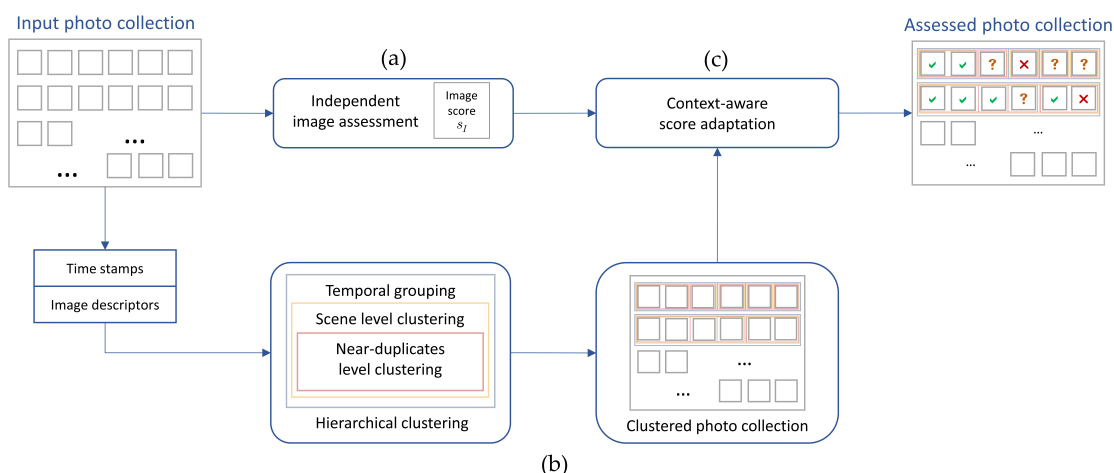 Input photo collection
(a)
(c)
Assessed photo collection
Independent
image assessment
Image
score
s_I
Context-aware
score adaptation
✓ ✓ ? × ? ?
✓ ✓ ✓ ? ✓ ×
...
...
...
...
Time stamps
Image descriptors
Temporal grouping
Scene level clustering
Near-duplicates
level clustering
Hierarchical clustering
...
...
Clustered photo collection
(b)